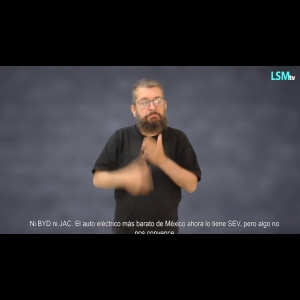 LSMtv
Ni BYD ni JAC. El auto eléctrico más barato de México ahora lo tiene SEV, pero algo no
nos convence